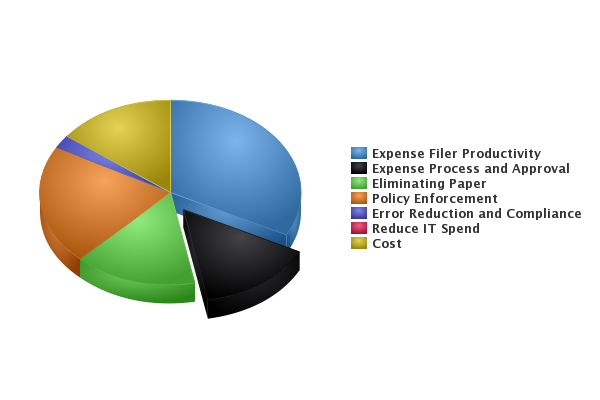 Expense Filer Productivity
Expense Process and Approval
Eliminating Paper
Policy Enforcement
Error Reduction and Compliance
Reduce IT Spend
Cost